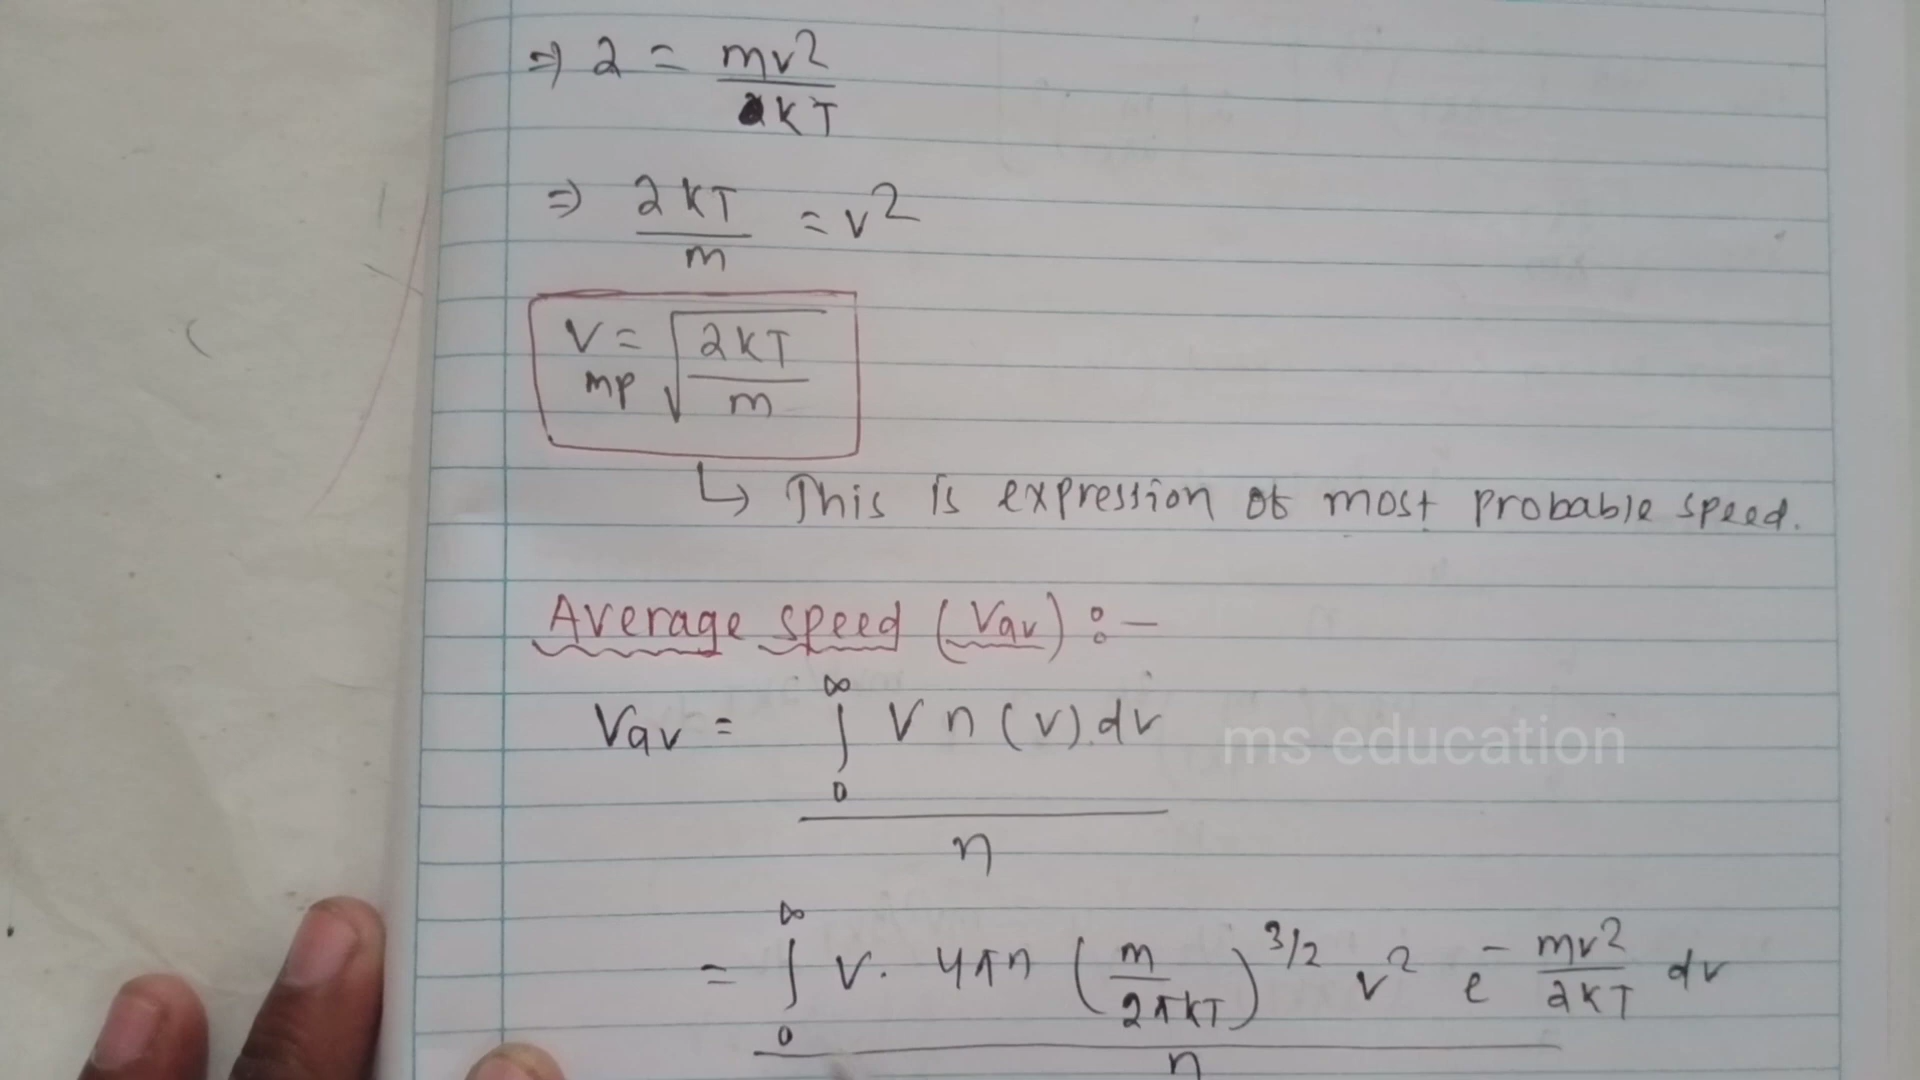 ⇒ 2 = mv²/2kT
⇒ 2kT/m = v²
Vmp = √(2kT/m)
↳ This is expression of most probable speed.
Average speed (Vav) :-
Vav = ∫₀^∞ V n(v).dv / n
ms education
= ∫₀^∞ v. 4πn (m/2πkT)^3/2 v² e^-mv²/2kT dv / n